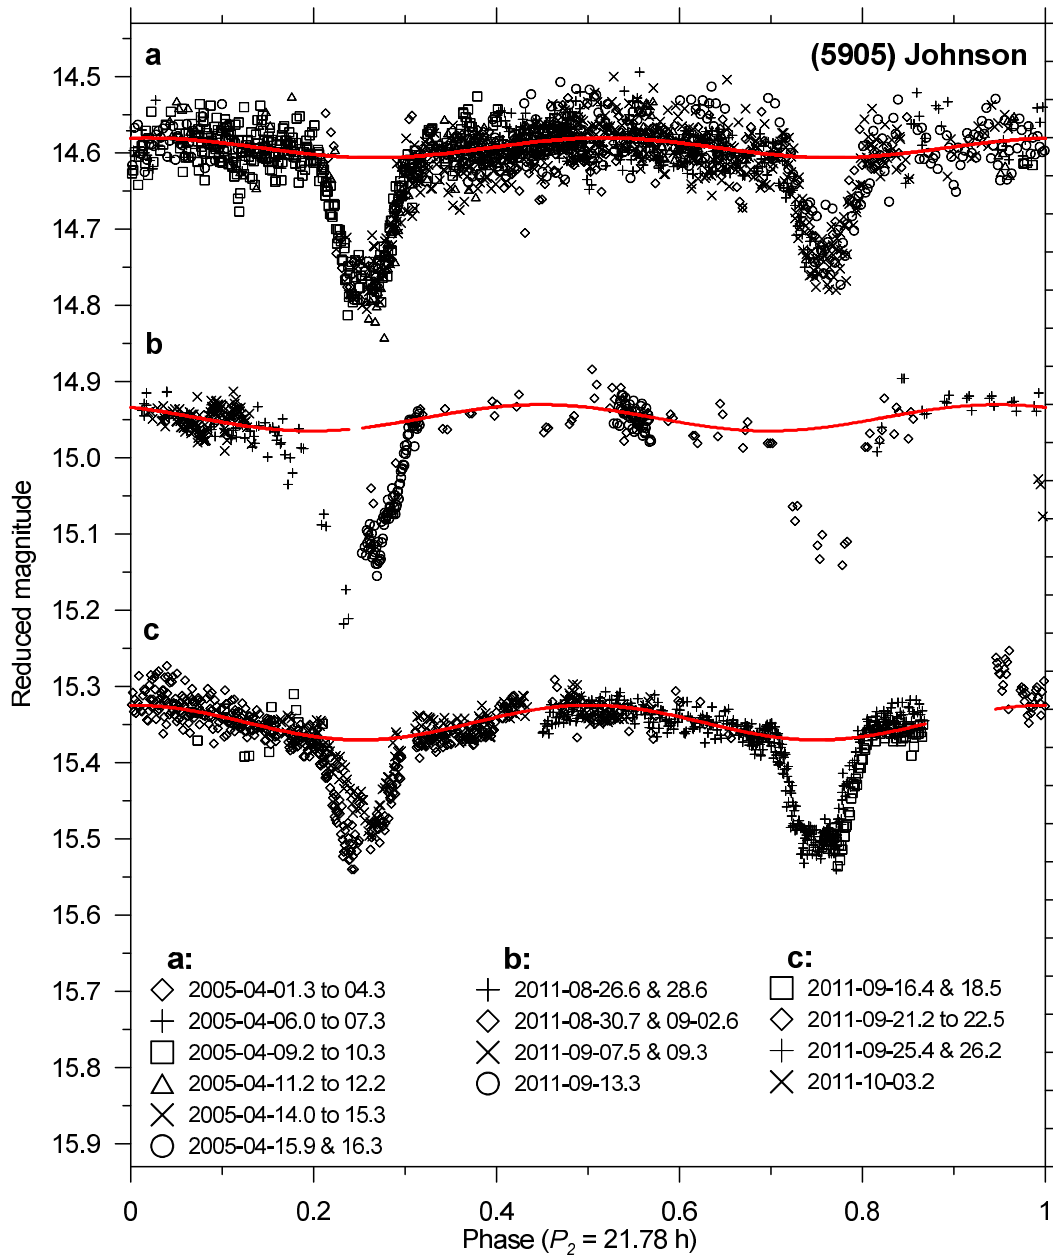 a
(5905) Johnson
14.5
14.6
14.7
14.8
b
14.9
15.0
15.1
15.2
c
15.3
15.4
15.5
15.6
15.7
15.8
15.9
Reduced magnitude
a:
2005-04-01.3 to 04.3
2005-04-06.0 to 07.3
2005-04-09.2 to 10.3
2005-04-11.2 to 12.2
2005-04-14.0 to 15.3
2005-04-15.9 & 16.3
b:
2011-08-26.6 & 28.6
2011-08-30.7 & 09-02.6
2011-09-07.5 & 09.3
2011-09-13.3
c:
2011-09-16.4 & 18.5
2011-09-21.2 to 22.5
2011-09-25.4 & 26.2
2011-10-03.2
0 0.2 0.4 0.6 0.8 1
Phase (P2 = 21.78 h)